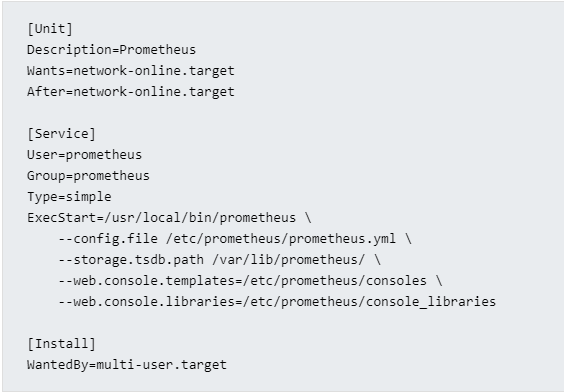 [Unit]
Description=Prometheus
Wants=network-online.target
After=network-online.target

[Service]
User=prometheus
Group=prometheus
Type=simple
ExecStart=/usr/local/bin/prometheus \
    --config.file /etc/prometheus/prometheus.yml \
    --storage.tsdb.path /var/lib/prometheus/ \
    --web.console.templates=/etc/prometheus/consoles \
    --web.console.libraries=/etc/prometheus/console_libraries

[Install]
WantedBy=multi-user.target